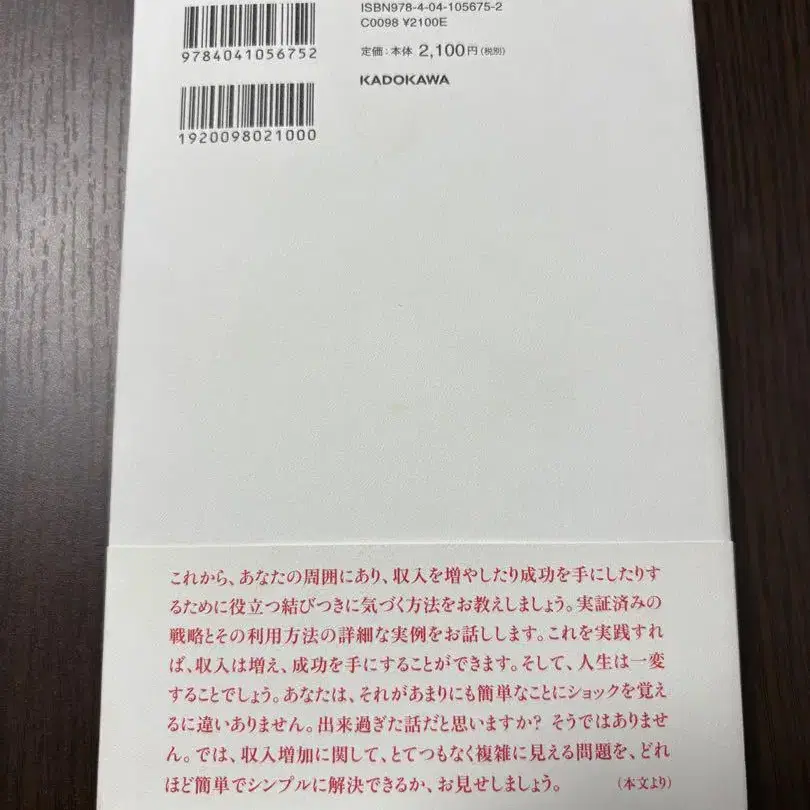 ISBN978-4-04-105675-2
C0098 ¥2100E
9784041056752
定価:本体 2,100円(税別)
KADOKAWA
1920098021000
これから、あなたの周囲にあり、収入を増やしたり成功を手にしたりす
るために役立つ結びつきに気づく方法をお教えしましょう。実証済みの
戦略とその利用方法の詳細な実例をお話しします。これを実践すれ
ば、収入は増え、成功を手にすることができます。そして、人生は一変
することでしょう。あなたは、それがあまりにも簡単なことにショックを覚え
るに違いありません。出来過ぎた話だと思いますか? そうではありませ
ん。では、収入増加に関して、とてつもなく複雑に見える問題を、どれ
ほど簡単でシンプルに解決できるか、お見せしましょう。 (本文より)